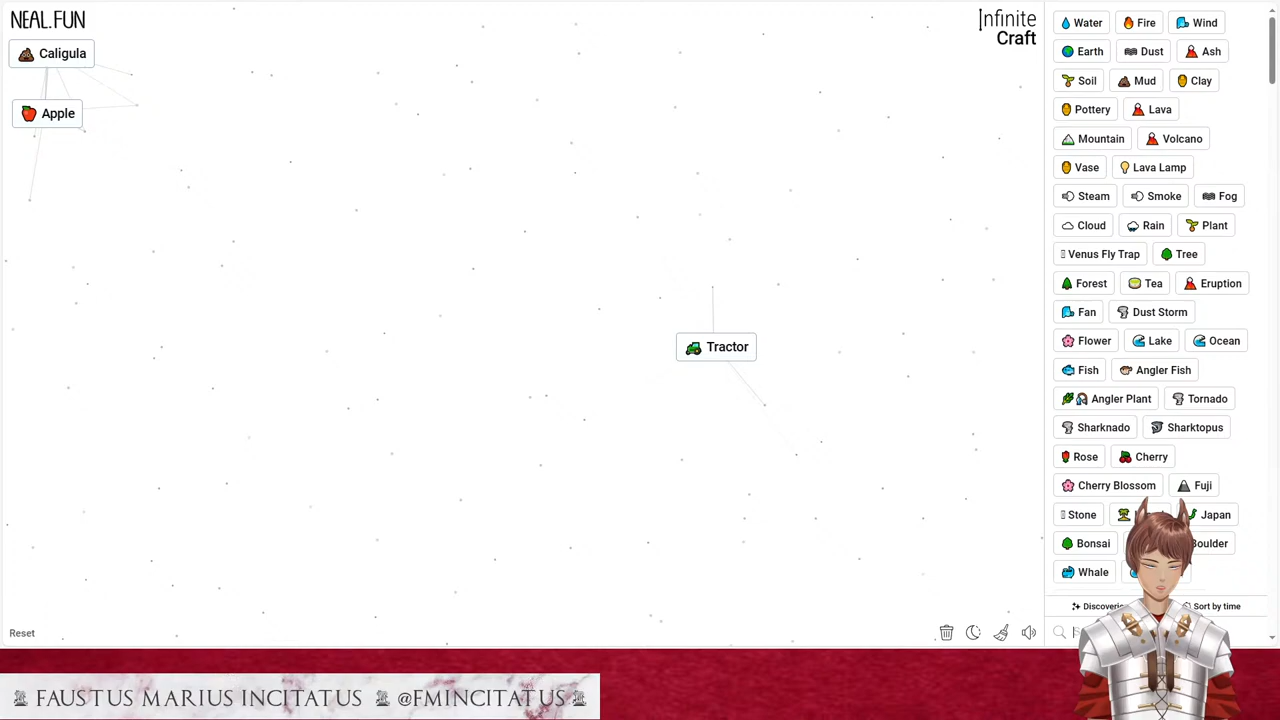 NEAL.FUN
Infinite
Craft
Caligula
Apple
Tractor
Water
Fire
Wind
Earth
Dust
Ash
Soil
Mud
Clay
Pottery
Lava
Mountain
Volcano
Vase
Lava Lamp
Steam
Smoke
Fog
Cloud
Rain
Plant
Venus Fly Trap
Tree
Forest
Tea
Eruption
Fan
Dust Storm
Flower
Lake
Ocean
Fish
Angler Fish
Angler Plant
Tornado
Sharknado
Sharktopus
Rose
Cherry
Cherry Blossom
Fuji
Stone
Japan
Bonsai
Boulder
Whale
Sort by time
Reset
FAUSTUS MARIUS INCITATUS @FMINCITATUS